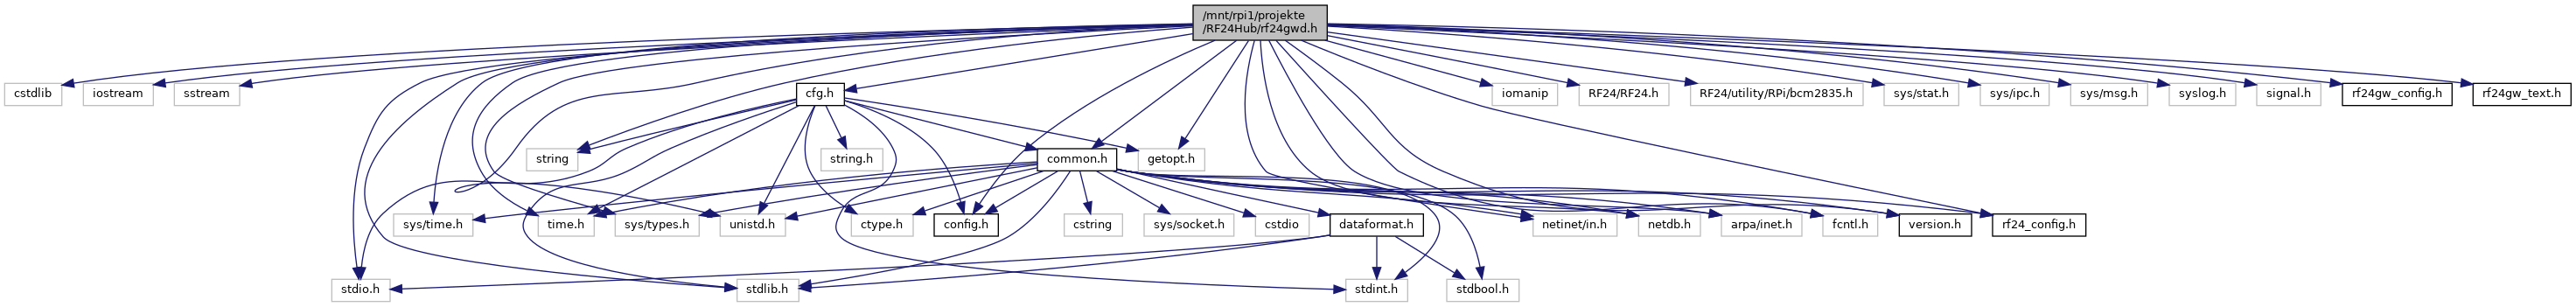 /mnt/rpi1/projekte
/RF24Hub/rf24gwd.h
cstdlib
iostream
sstream
cfg.h
iomanip
RF24/RF24.h
RF24/utility/RPi/bcm2835.h
sys/stat.h
sys/ipc.h
sys/msg.h
syslog.h
signal.h
rf24gw_config.h
rf24gw_text.h
string
string.h
common.h
getopt.h
sys/time.h
time.h
sys/types.h
unistd.h
ctype.h
config.h
cstring
sys/socket.h
cstdio
dataformat.h
netinet/in.h
netdb.h
arpa/inet.h
fcntl.h
version.h
rf24_config.h
stdio.h
stdlib.h
stdint.h
stdbool.h